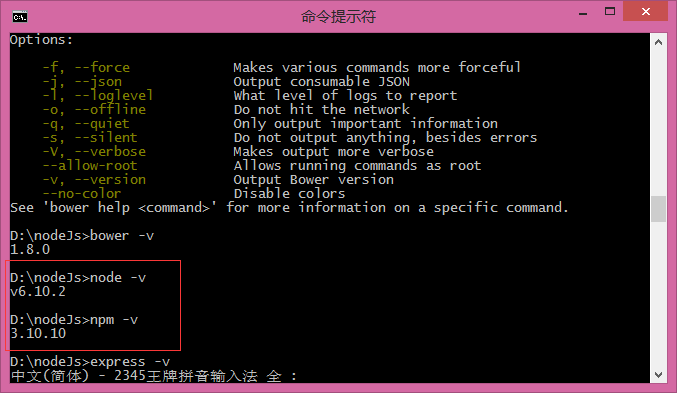 命令提示符
Options:
-f, --force Makes various commands more forceful
-j, --json Output consumable JSON
-l, --loglevel What level of logs to report
-o, --offline Do not hit the network
-q, --quiet Only output important information
-s, --silent Do not output anything, besides errors
-V, --verbose Makes output more verbose
--allow-root Allows running commands as root
-v, --version Output Bower version
--no-color Disable colors
See 'bower help <command>' for more information on a specific command.
D:\nodeJs>bower -v
1.8.0
D:\nodeJs>node -v
v6.10.2
D:\nodeJs>npm -v
3.10.10
D:\nodeJs>express -v
中文(简体) - 2345王牌拼音输入法 全 :